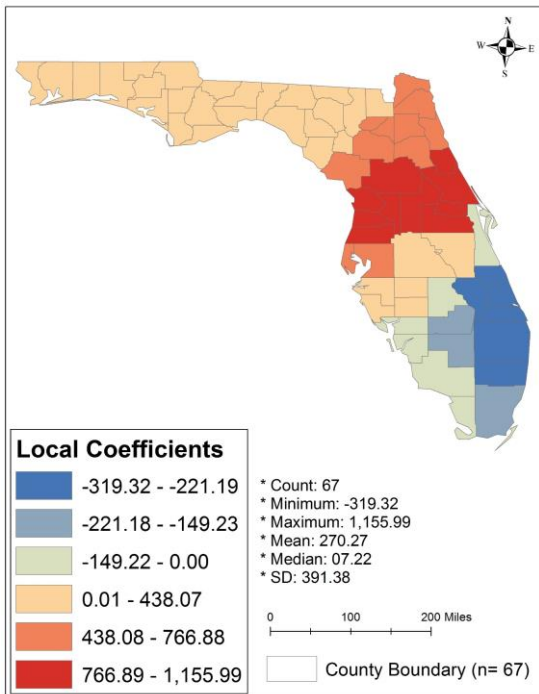 N
W E
S
Local Coefficients
-319.32 - -221.19
-221.18 - -149.23
-149.22 - 0.00
0.01 - 438.07
438.08 - 766.88
766.89 - 1,155.99
* Count: 67
* Minimum: -319.32
* Maximum: 1,155.99
* Mean: 270.27
* Median: 07.22
* SD: 391.38
0 100 200 Miles
County Boundary (n= 67)